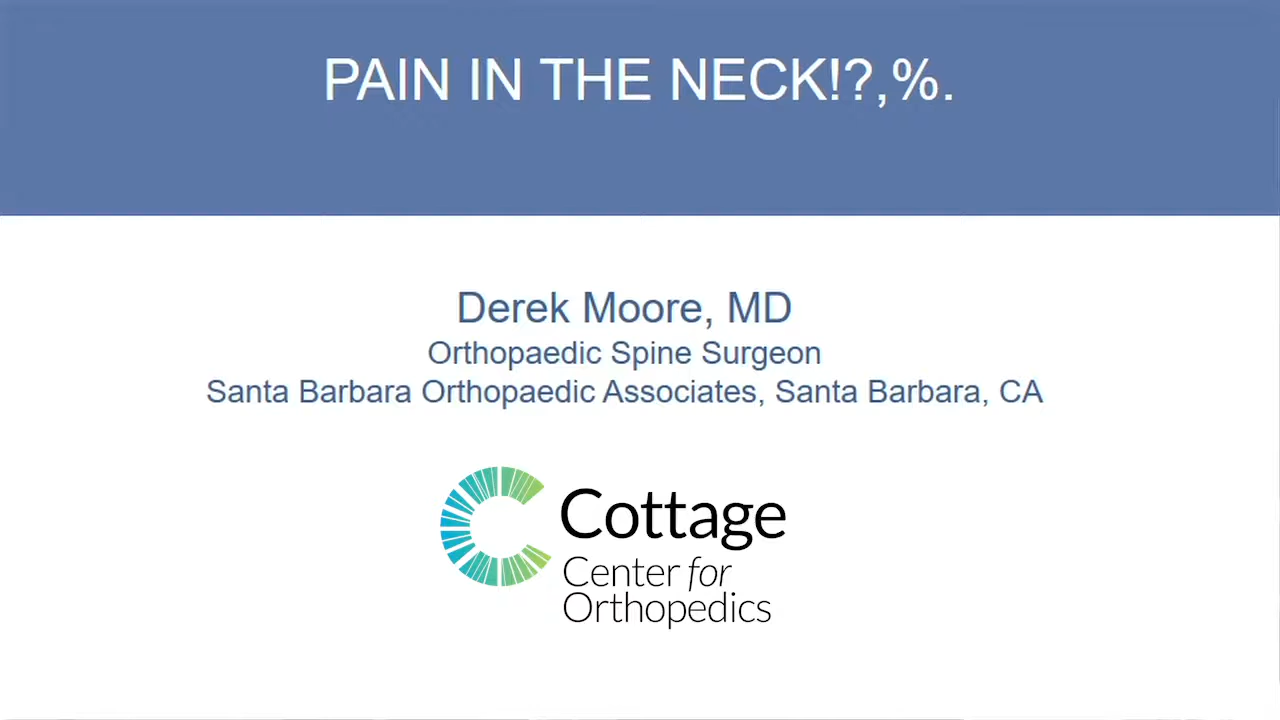 PAIN IN THE NECK!?,%.
Derek Moore, MD
Orthopaedic Spine Surgeon
Santa Barbara Orthopaedic Associates, Santa Barbara, CA
Cottage
Center for
Orthopedics